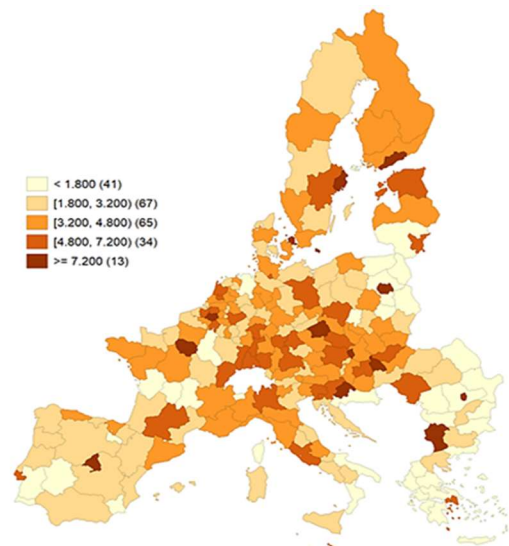 < 1.800 (41)
[1.800, 3.200) (67)
[3.200, 4.800) (65)
[4.800, 7.200) (34)
>= 7.200 (13)